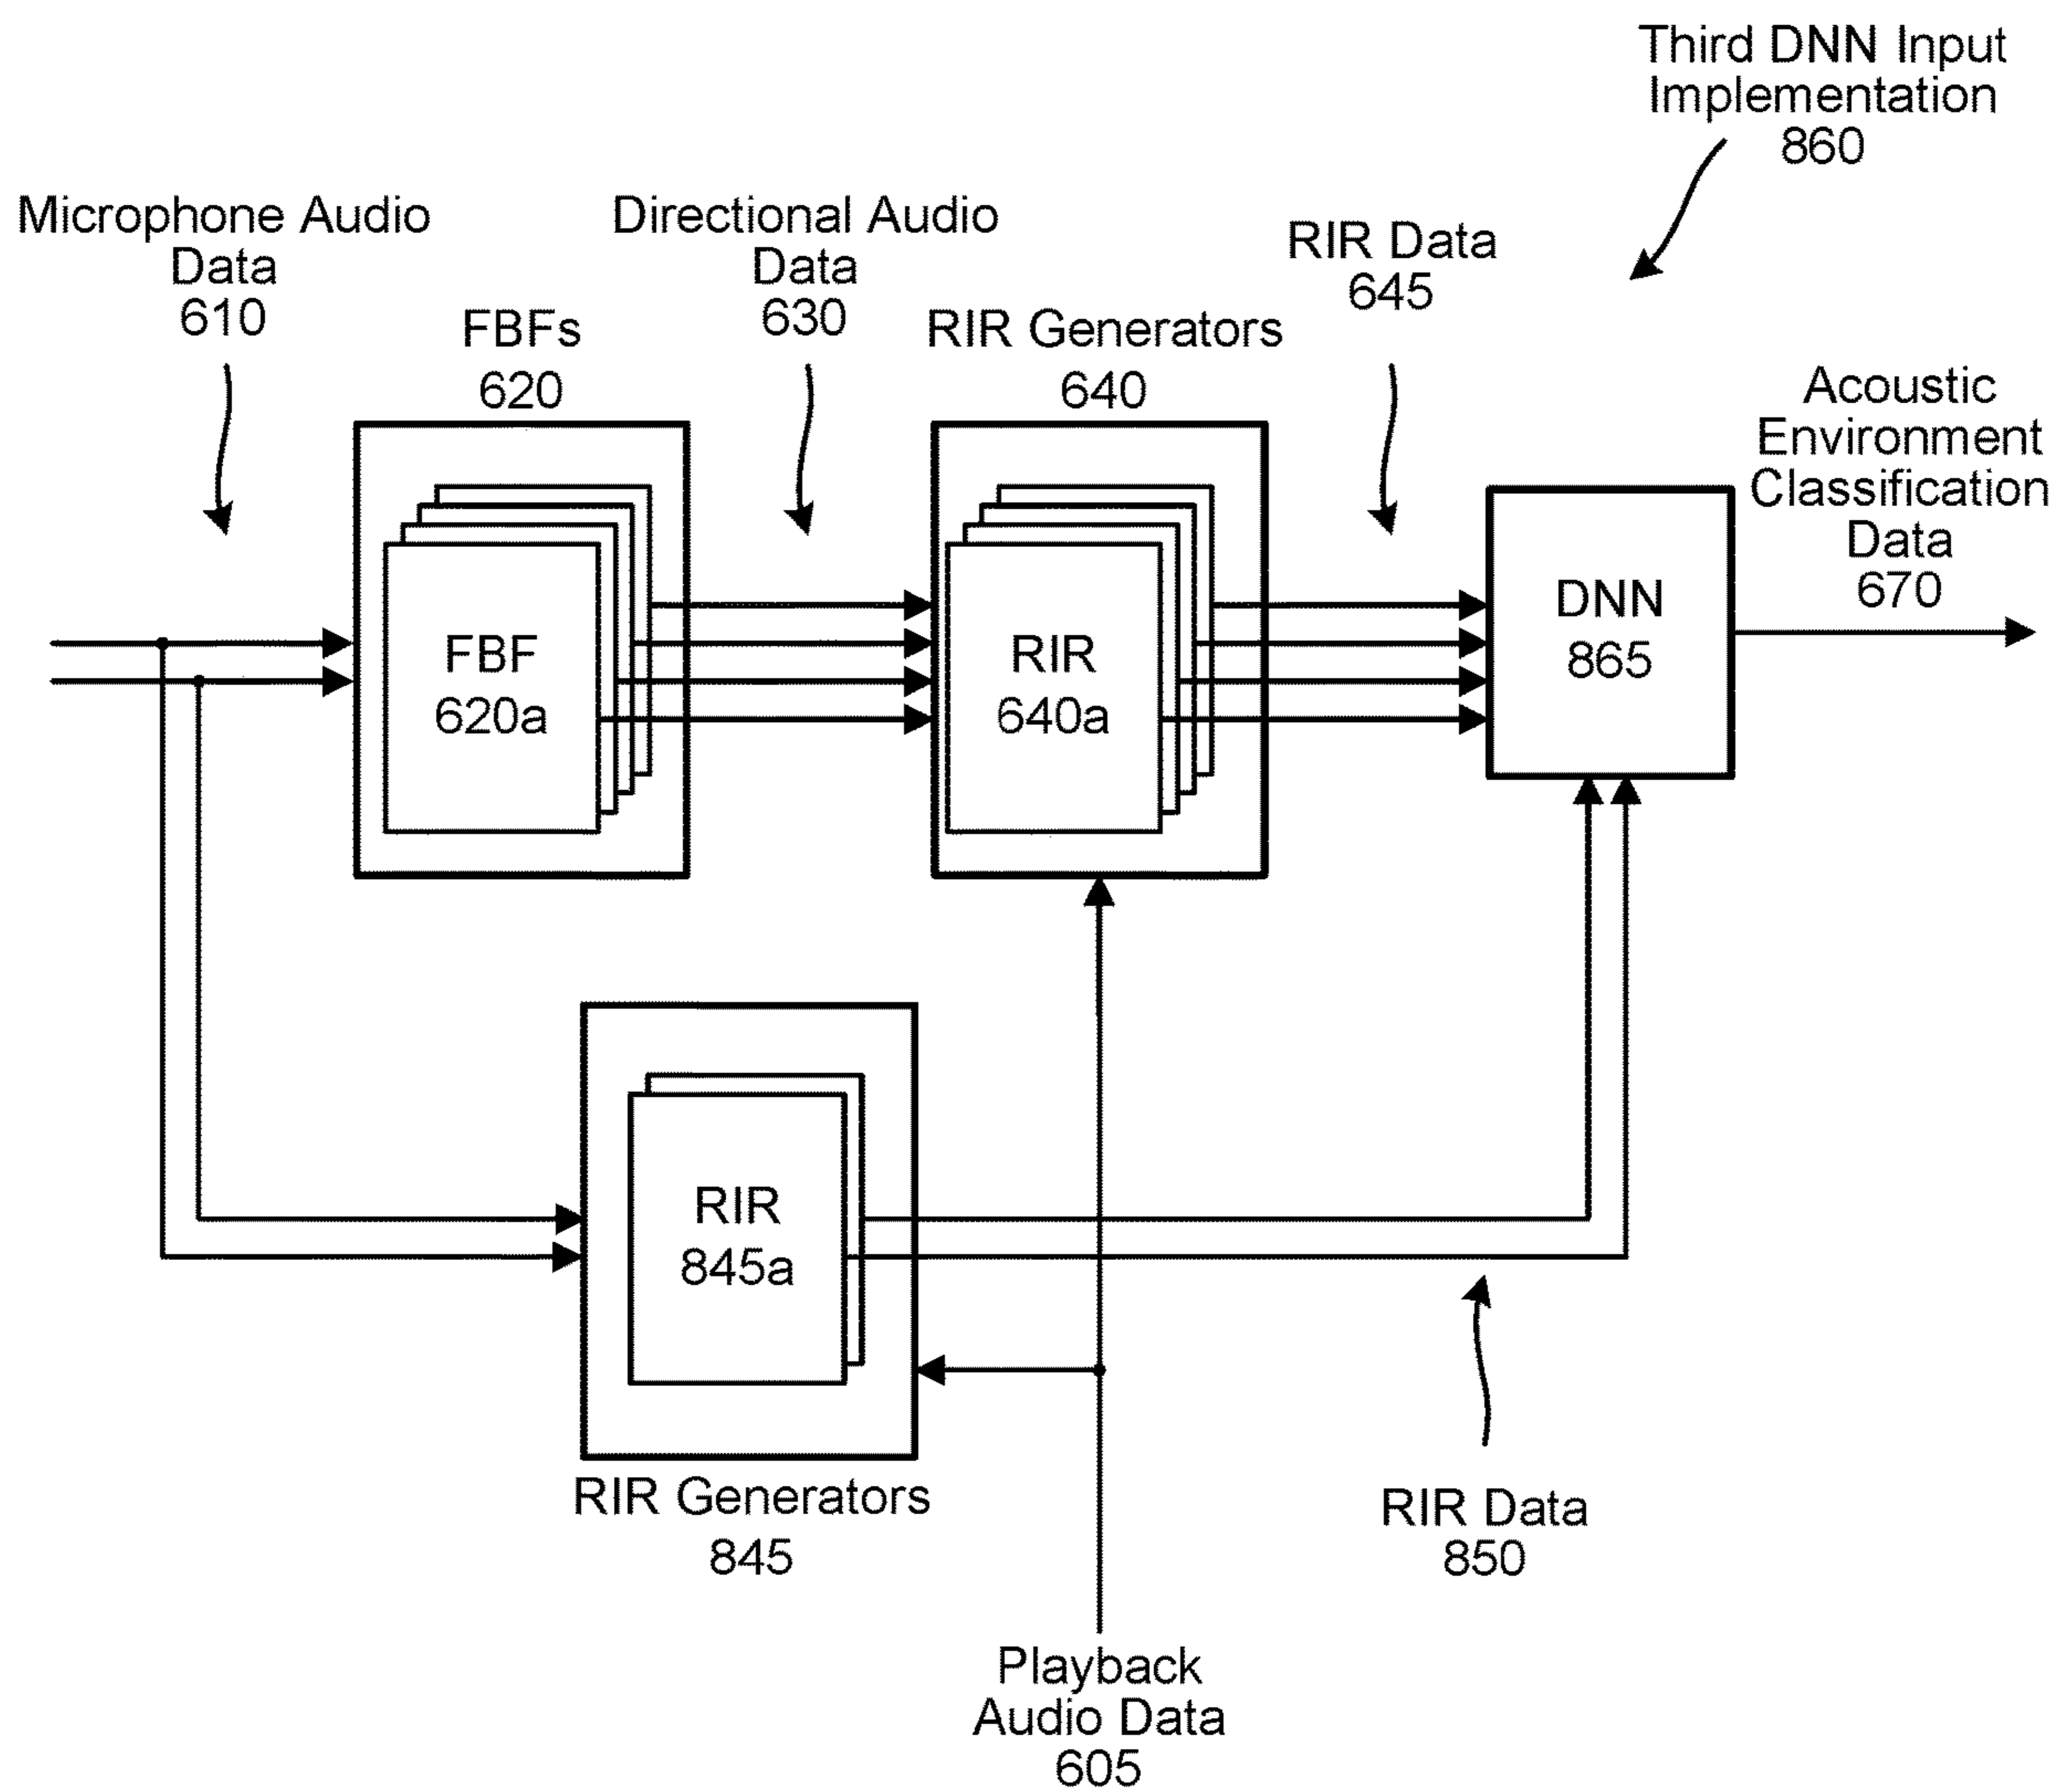 Third DNN Input
Implementation
860
Microphone Audio
Data
610
Directional Audio
Data
630
RIR Data
645
FBFs
620
RIR Generators
640
Acoustic
Environment
Classification
Data
670
FBF
620a
RIR
640a
DNN
865
RIR
845a
RIR Generators
845
RIR Data
850
Playback
Audio Data
605